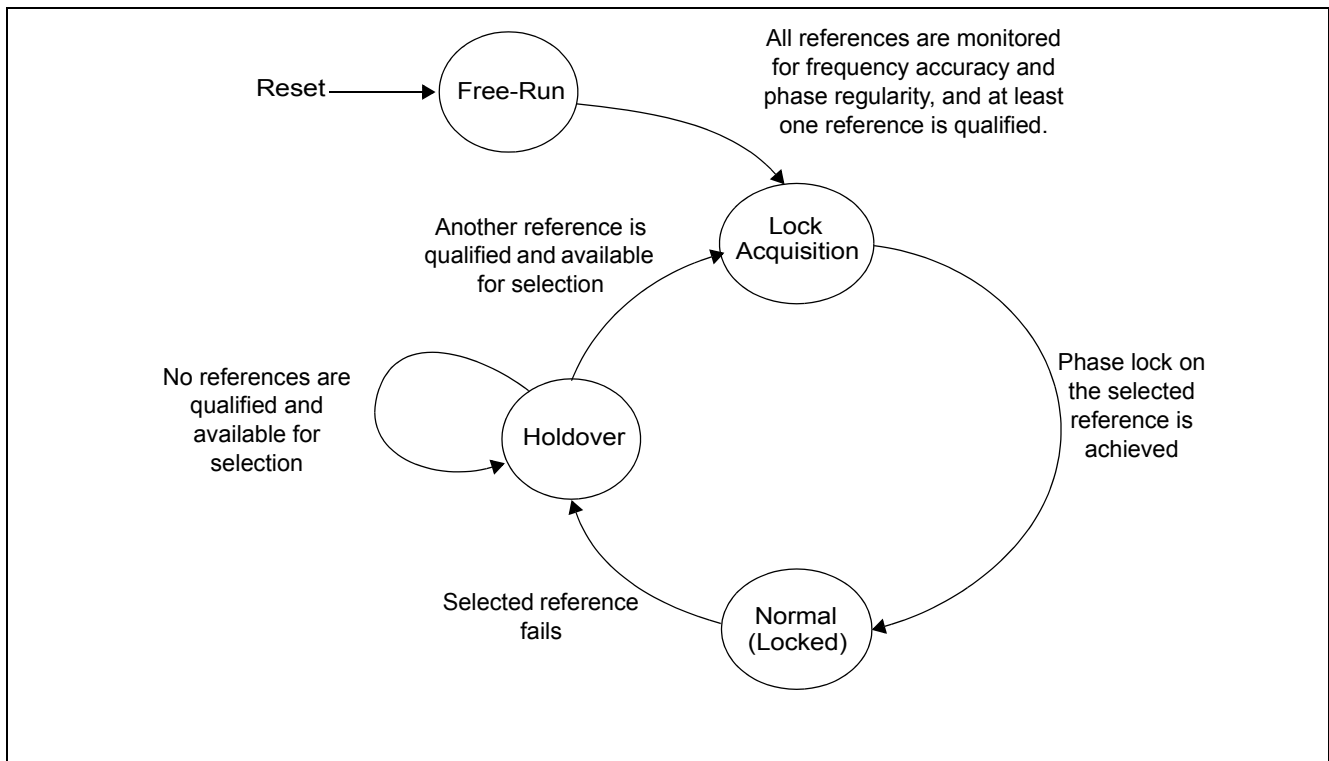 All references are monitored
for frequency accuracy and
phase regularity, and at least
one reference is qualified.
Reset
Free-Run
Lock
Acquisition
Another reference is
qualified and available
for selection
No references are
qualified and
available for
selection
Holdover
Phase lock on
the selected
reference is
achieved
Selected reference
fails
Normal
(Locked)